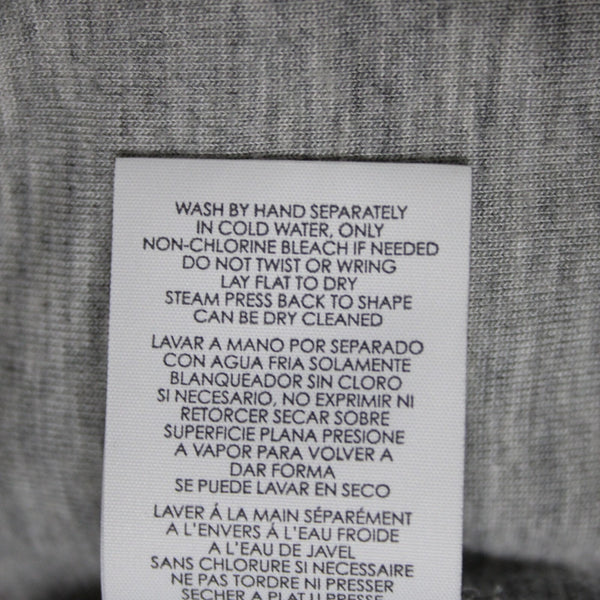 WASH BY HAND SEPARATELY
IN COLD WATER, ONLY
NON-CHLORINE BLEACH IF NEEDED
DO NOT TWIST OR WRING
LAY FLAT TO DRY
STEAM PRESS BACK TO SHAPE
CAN BE DRY CLEANED
LAVAR A MANO POR SEPARADO
CON AGUA FRIA SOLAMENTE
BLANQUEADOR SIN CLORO
SI NECESARIO, NO EXPRIMIR NI
RETORCER SECAR SOBRE
SUPERFICIE PLANA PRESIONE
A VAPOR PARA VOLVER A
DAR FORMA
SE PUEDE LAVAR EN SECO
LAVER Á LA MAIN SÉPARÉMENT
A L'ENVERS Á L'EAU FROIDE
A L'EAU DE JAVEL
SANS CHLORURE SI NECESSAIRE
NE PAS TORDRE NI PRESSER
SECHER A PLAT U PRESSE